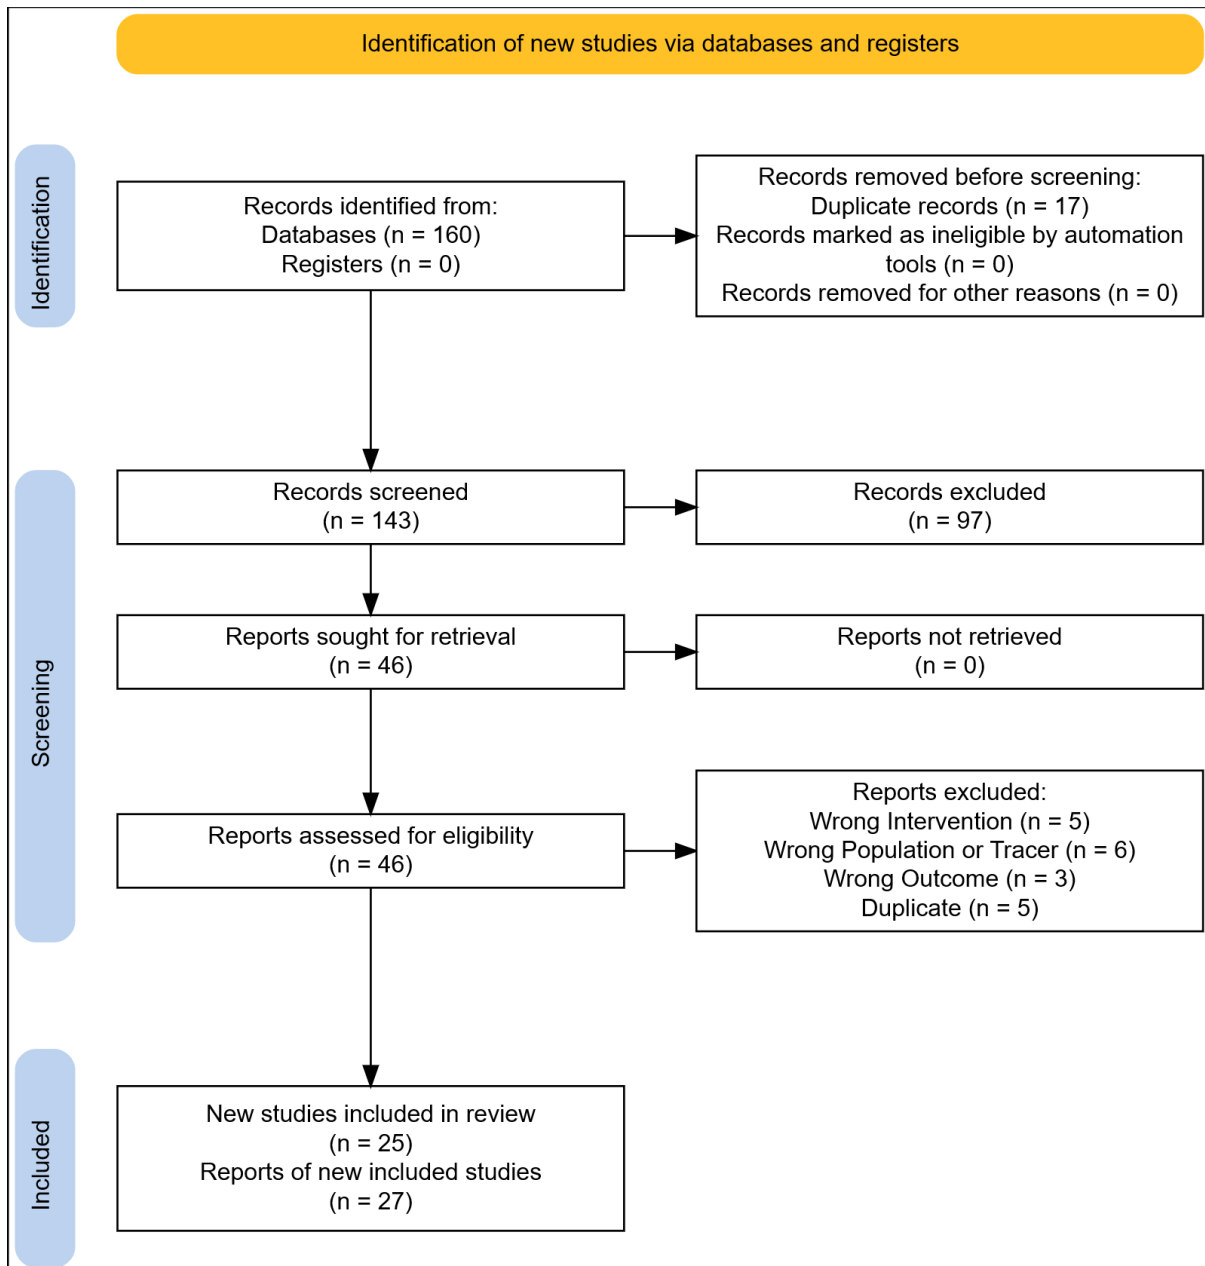 Identification of new studies via databases and registers
Identification
Records identified from:
Databases (n = 160)
Registers (n = 0)
Records removed before screening:
Duplicate records (n = 17)
Records marked as ineligible by automation
tools (n = 0)
Records removed for other reasons (n = 0)
Screening
Records screened
(n = 143)
Records excluded
(n = 97)
Reports sought for retrieval
(n = 46)
Reports not retrieved
(n = 0)
Reports assessed for eligibility
(n = 46)
Reports excluded:
Wrong Intervention (n = 5)
Wrong Population or Tracer (n = 6)
Wrong Outcome (n = 3)
Duplicate (n = 5)
Included
New studies included in review
(n = 25)
Reports of new included studies
(n = 27)